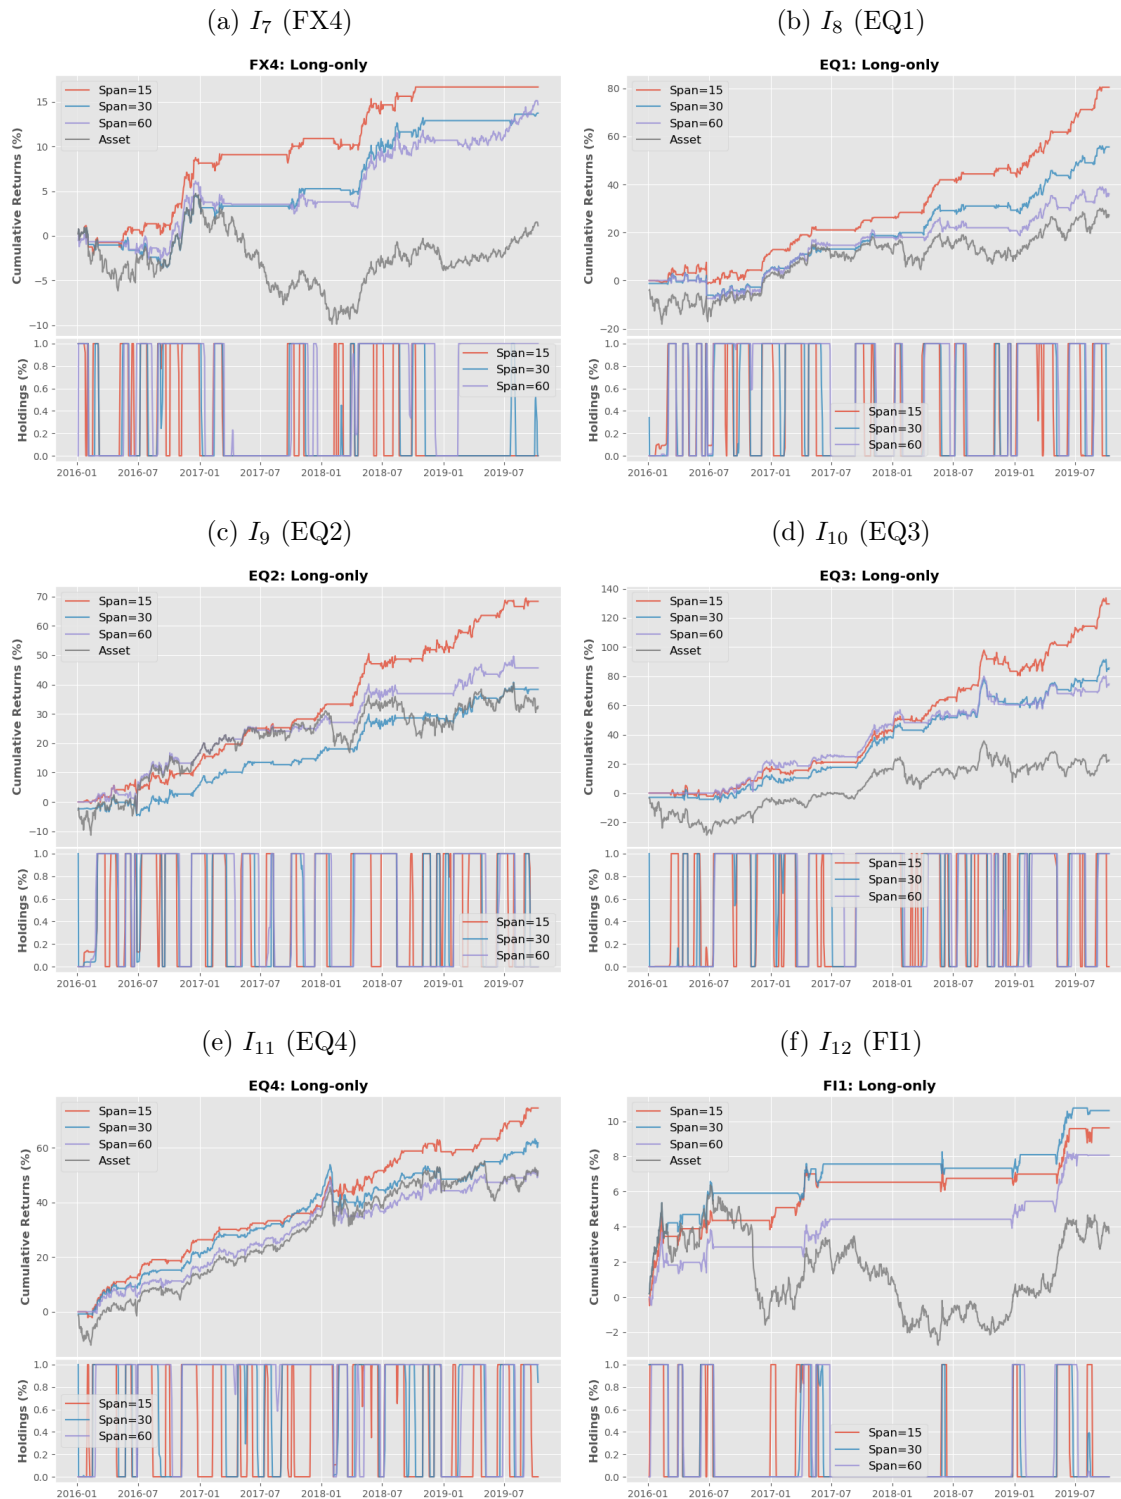 (a) I7 (FX4)
FX4: Long-only
Cumulative Returns (%)
15
10
5
0
−5
−10
Span=15
Span=30
Span=60
Asset
Holdings (%)
1.0
0.8
0.6
0.4
0.2
0.0
Span=15
Span=30
Span=60
2016-01 2016-07 2017-01 2017-07 2018-01 2018-07 2019-01 2019-07
(b) I8 (EQ1)
EQ1: Long-only
Cumulative Returns (%)
80
60
40
20
0
−20
Span=15
Span=30
Span=60
Asset
Holdings (%)
1.0
0.8
0.6
0.4
0.2
0.0
Span=15
Span=30
Span=60
2016-01 2016-07 2017-01 2017-07 2018-01 2018-07 2019-01 2019-07
(c) I9 (EQ2)
EQ2: Long-only
Cumulative Returns (%)
70
60
50
40
30
20
10
0
−10
Span=15
Span=30
Span=60
Asset
Holdings (%)
1.0
0.8
0.6
0.4
0.2
0.0
Span=15
Span=30
Span=60
2016-01 2016-07 2017-01 2017-07 2018-01 2018-07 2019-01 2019-07
(d) I10 (EQ3)
EQ3: Long-only
Cumulative Returns (%)
140
120
100
80
60
40
20
0
−20
Span=15
Span=30
Span=60
Asset
Holdings (%)
1.0
0.8
0.6
0.4
0.2
0.0
Span=15
Span=30
Span=60
2016-01 2016-07 2017-01 2017-07 2018-01 2018-07 2019-01 2019-07
(e) I11 (EQ4)
EQ4: Long-only
Cumulative Returns (%)
60
40
20
0
Span=15
Span=30
Span=60
Asset
Holdings (%)
1.0
0.8
0.6
0.4
0.2
0.0
Span=15
Span=30
Span=60
2016-01 2016-07 2017-01 2017-07 2018-01 2018-07 2019-01 2019-07
(f) I12 (FI1)
FI1: Long-only
Cumulative Returns (%)
10
8
6
4
2
0
−2
Span=15
Span=30
Span=60
Asset
Holdings (%)
1.0
0.8
0.6
0.4
0.2
0.0
Span=15
Span=30
Span=60
2016-01 2016-07 2017-01 2017-07 2018-01 2018-07 2019-01 2019-07